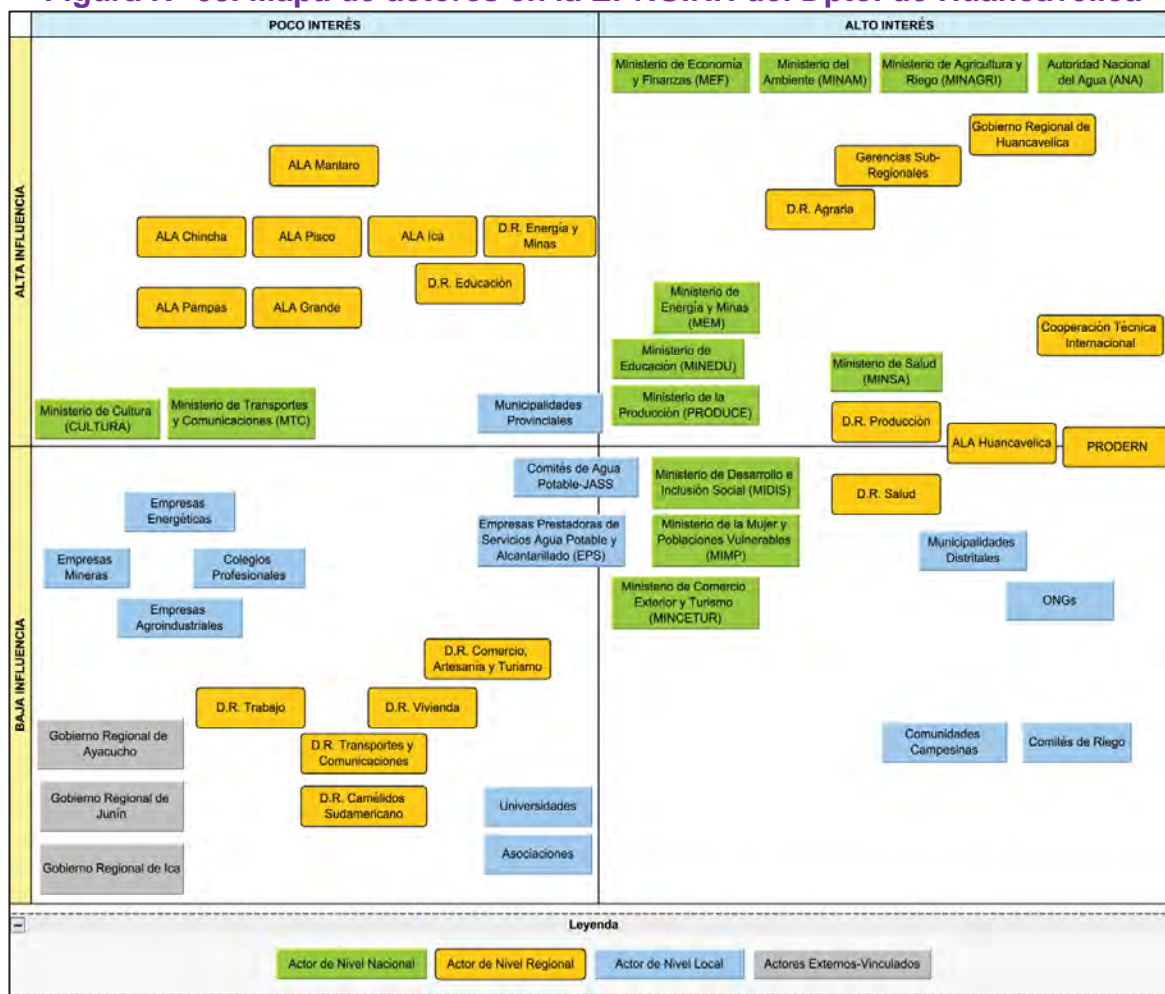 POCO INTERÉS
ALTO INTERÉS
ALTA INFLUENCIA
BAJA INFLUENCIA
Ministerio de Economía
y Finanzas (MEF)
Ministerio del
Ambiente (MINAM)
Ministerio de Agricultura y
Riego (MINAGRI)
Autoridad Nacional
del Agua (ANA)
Gobierno Regional de
Huancavelica
Gerencias Sub-
Regionales
D.R. Agraria
ALA Mantaro
ALA Chincha
ALA Pisco
ALA Ica
D.R. Energía y
Minas
D.R. Educación
ALA Pampas
ALA Grande
Ministerio de
Energía y Minas
(MEM)
Cooperación Técnica
Internacional
Ministerio de
Educación (MINEDU)
Ministerio de Salud
(MINSA)
Ministerio de la
Producción (PRODUCE)
Ministerio de Cultura
(CULTURA)
Ministerio de Transportes
y Comunicaciones (MTC)
Municipalidades
Provinciales
D.R. Producción
ALA Huancavelica
PRODERN
Comités de Agua
Potable-JASS
Ministerio de Desarrollo e
Inclusión Social (MIDIS)
D.R. Salud
Empresas
Energéticas
Empresas Prestadoras de
Servicios Agua Potable y
Alcantarillado (EPS)
Ministerio de la Mujer y
Poblaciones Vulnerables
(MIMP)
Municipalidades
Distritales
Empresas
Mineras
Colegios
Profesionales
Ministerio de Comercio
Exterior y Turismo
(MINCETUR)
ONGs
Empresas
Agroindustriales
D.R. Comercio,
Artesanía y Turismo
D.R. Trabajo
D.R. Vivienda
Gobierno Regional de
Ayacucho
D.R. Transportes y
Comunicaciones
Comunidades
Campesinas
Comités de Riego
Gobierno Regional de
Junín
D.R. Camélidos
Sudamericano
Universidades
Asociaciones
Gobierno Regional de Ica
Leyenda
Actor de Nivel Nacional
Actor de Nivel Regional
Actor de Nivel Local
Actores Externos-Vinculados